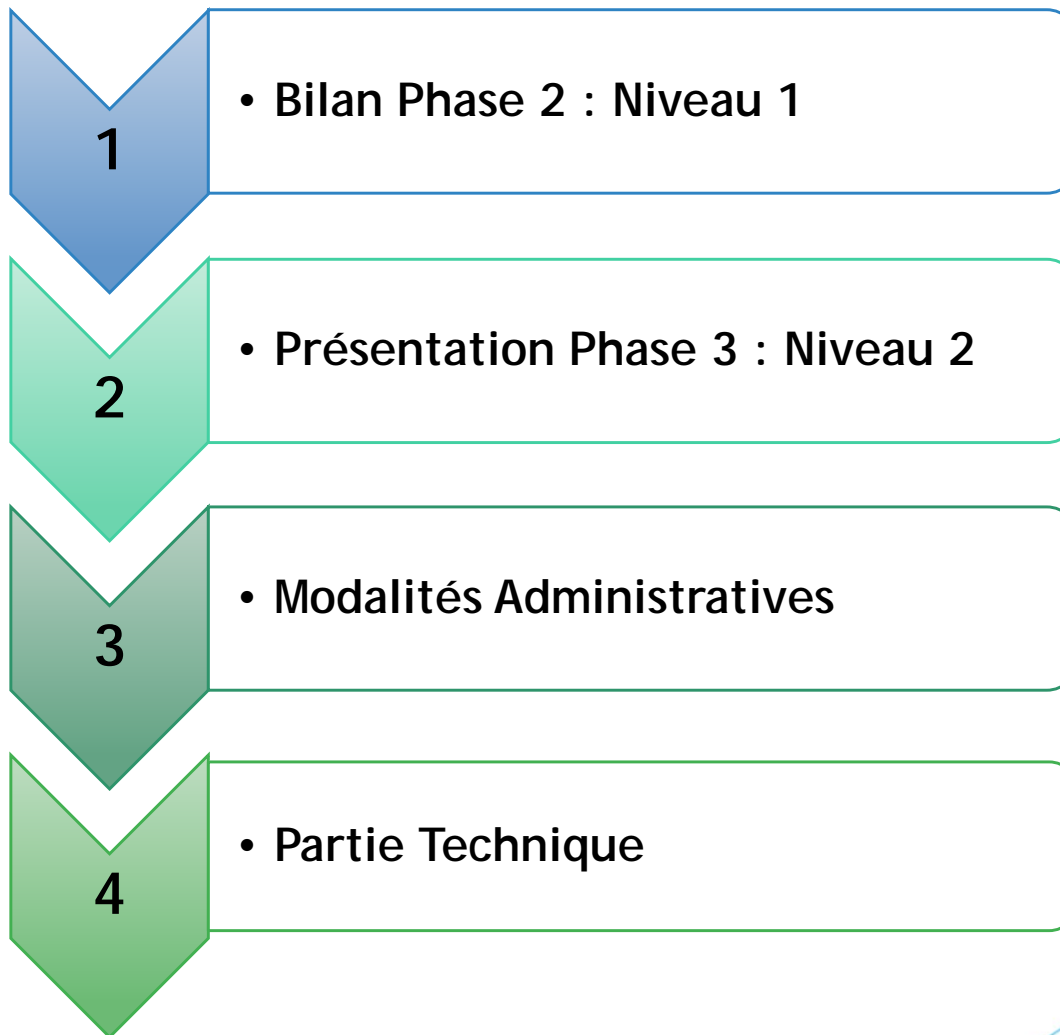 1
• Bilan Phase 2 : Niveau 1
2
• Présentation Phase 3 : Niveau 2
3
• Modalités Administratives
4
• Partie Technique